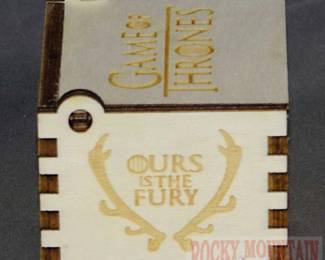 GAME OF
THRONES
OURS
IS THE
FURY
ROCKY MOUNTAIN